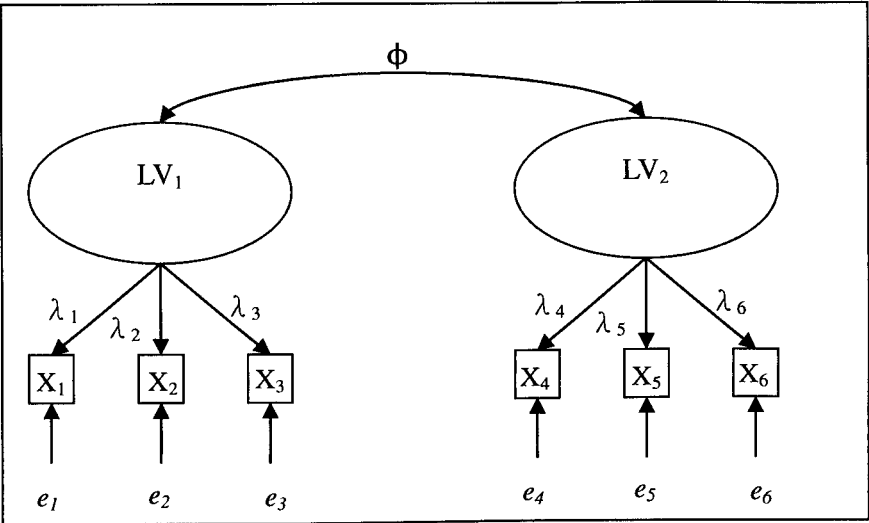 ϕ
LV₁ LV₂
λ₁ λ₂ λ₃ λ₄ λ₅ λ₆
X₁ X₂ X₃ X₄ X₅ X₆
e₁ e₂ e₃ e₄ e₅ e₆